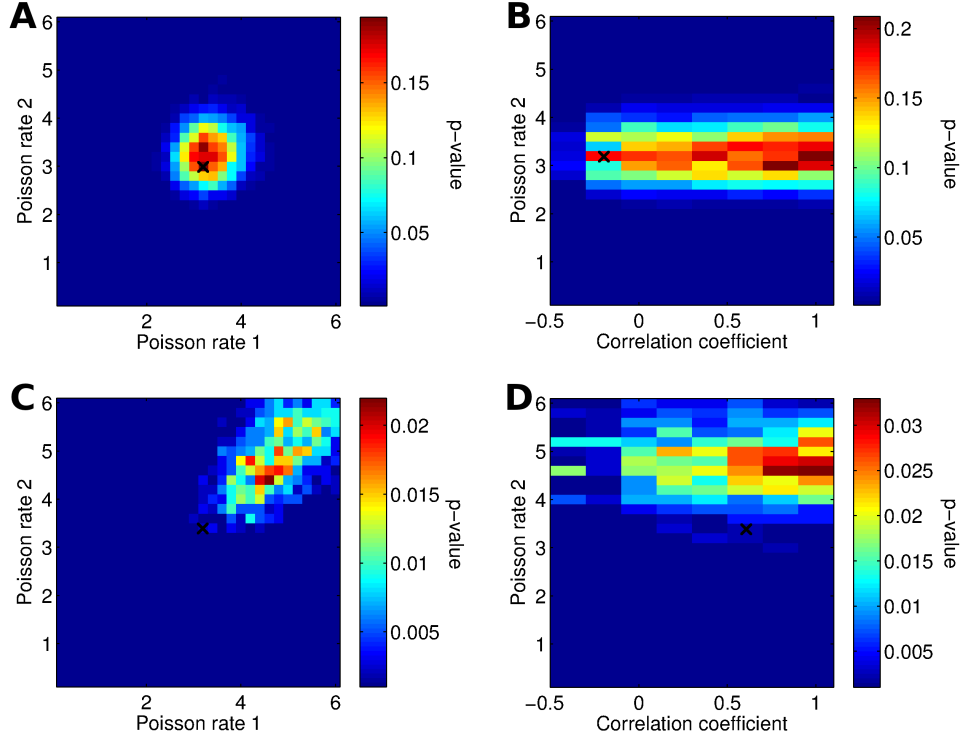 A
6
5
4
3
2
1
Poisson rate 2
2 4 6
Poisson rate 1
0.15
0.1
0.05
p-value
B
6
5
4
3
2
1
Poisson rate 2
−0.5 0 0.5 1
Correlation coefficient
0.2
0.15
0.1
0.05
p-value
C
6
5
4
3
2
1
Poisson rate 2
2 4 6
Poisson rate 1
0.02
0.015
0.01
0.005
p-value
D
6
5
4
3
2
1
Poisson rate 2
−0.5 0 0.5 1
Correlation coefficient
0.03
0.025
0.02
0.015
0.01
0.005
p-value